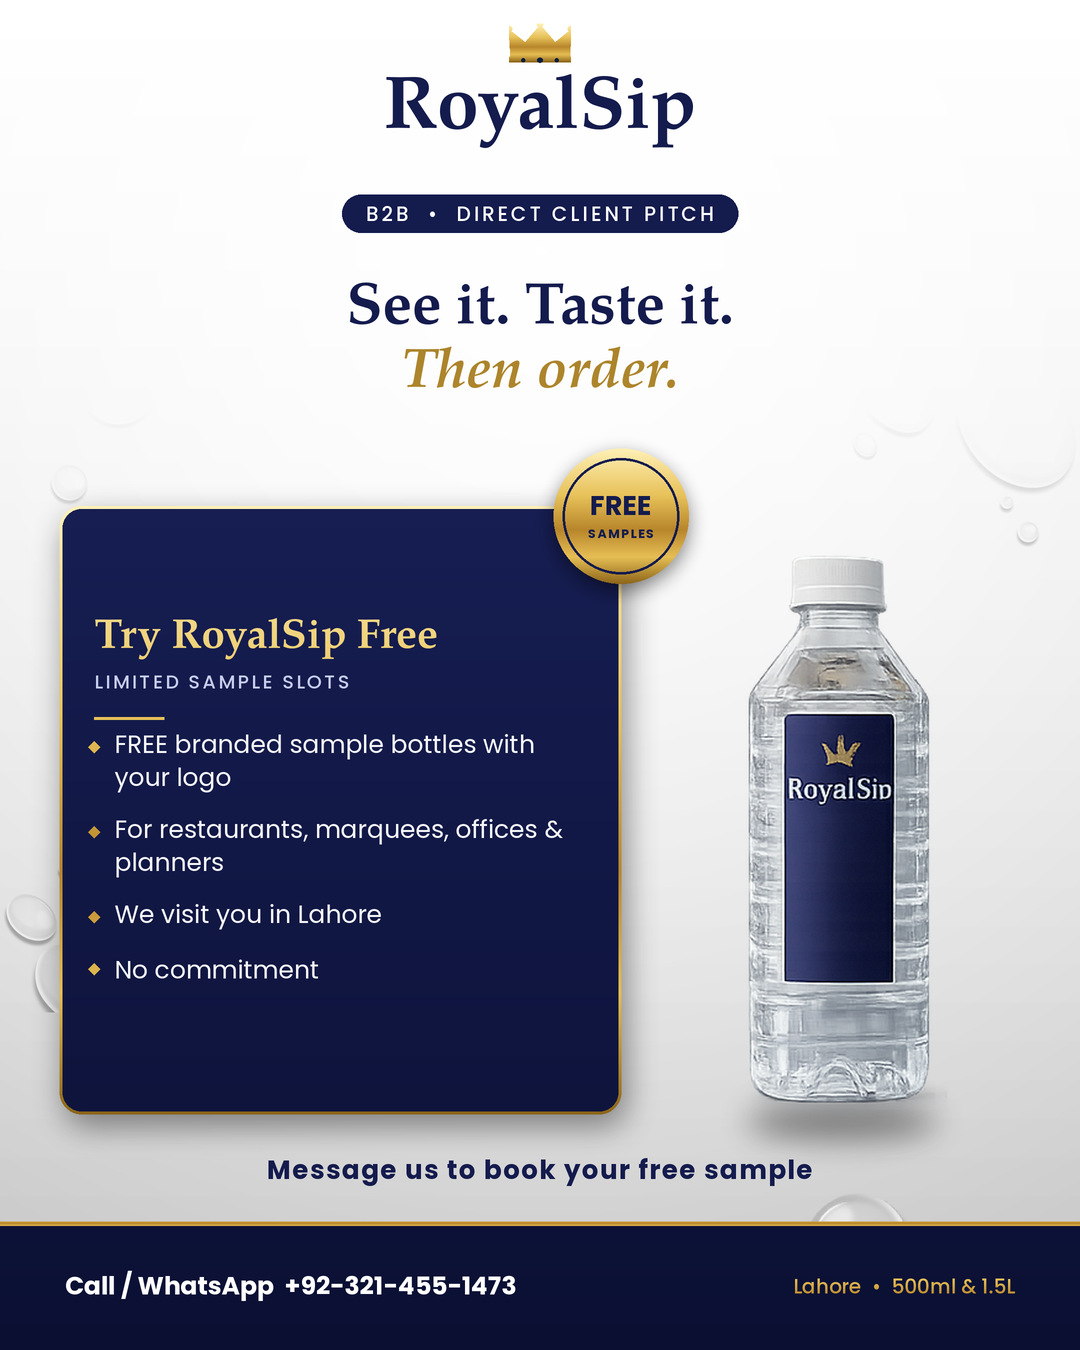 RoyalSip
B2B • DIRECT CLIENT PITCH
See it. Taste it.
Then order.
FREE
SAMPLES
Try RoyalSip Free
LIMITED SAMPLE SLOTS
FREE branded sample bottles with
your logo
For restaurants, marquees, offices &
planners
We visit you in Lahore
No commitment
RoyalSip
Message us to book your free sample
Call / WhatsApp +92-321-455-1473
Lahore • 500ml & 1.5L